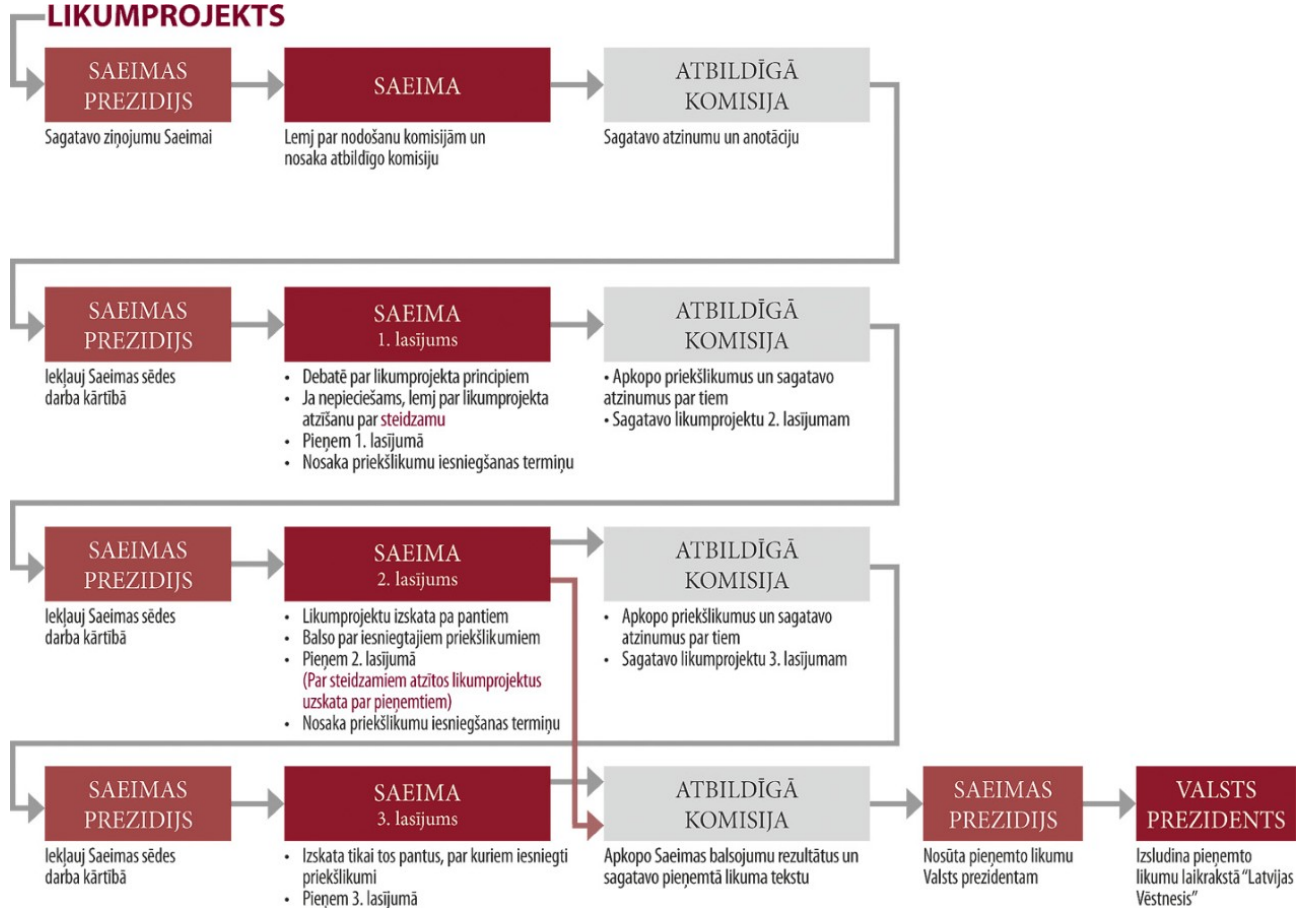 LIKUMPROJEKTS
SAEIMAS
PREZIDIJS
Sagatavo ziņojumu Saeimai
SAEIMA
Lemj par nodošanu komisijām un
nosaka atbildīgo komisiju
ATBILDĪGĀ
KOMISIJA
Sagatavo atzinumu un anotāciju
SAEIMAS
PREZIDIJS
Iekļauj Saeimas sēdes
darba kārtībā
SAEIMA
1. lasījums
• Debatē par likumprojekta principiem
• Ja nepieciešams, lemj par likumprojekta
atzīšanu par steidzamu
• Pieņem 1. lasījumā
• Nosaka priekšlikumu iesniegšanas termiņu
ATBILDĪGĀ
KOMISIJA
• Apkopo priekšlikumus un sagatavo
atzinumus par tiem
• Sagatavo likumprojektu 2. lasījumam
SAEIMAS
PREZIDIJS
Iekļauj Saeimas sēdes
darba kārtībā
SAEIMA
2. lasījums
• Likumprojektu izskata pa pantiem
• Balso par iesniegtajiem priekšlikumiem
• Pieņem 2. lasījumā
(Par steidzamiem atzītos likumprojektus
uzskata par pieņemtiem)
• Nosaka priekšlikumu iesniegšanas termiņu
ATBILDĪGĀ
KOMISIJA
• Apkopo priekšlikumus un sagatavo
atzinumus par tiem
• Sagatavo likumprojektu 3. lasījumam
SAEIMAS
PREZIDIJS
Iekļauj Saeimas sēdes
darba kārtībā
SAEIMA
3. lasījums
• Izskata tikai tos pantus, par kuriem iesniegti
priekšlikumi
• Pieņem 3. lasījumā
ATBILDĪGĀ
KOMISIJA
Apkopo Saeimas balsojumu rezultātus un
sagatavo pieņemtā likuma tekstu
SAEIMAS
PREZIDIJS
Nosūta pieņemto likumu
Valsts prezidentam
VALSTS
PREZIDENTS
Izsludina pieņemto
likumu laikrakstā “Latvijas
Vēstnesis”